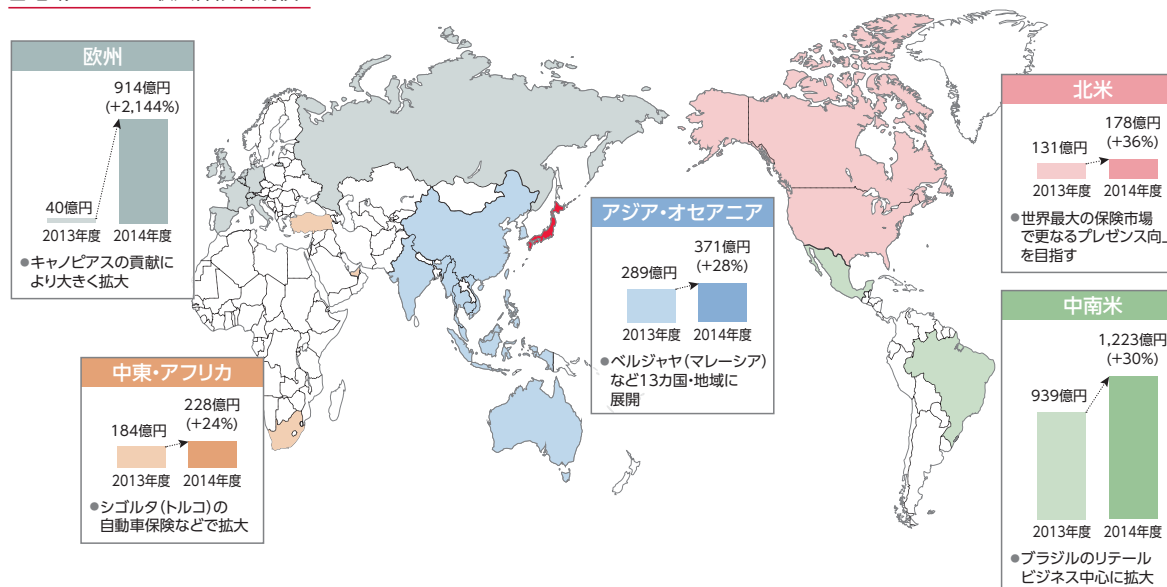 欧州
914億円
(+2,144%)
40億円
2013年度 2014年度
●キャノピアスの貢献に
より大きく拡大
中東・アフリカ
228億円
(+24%)
184億円
2013年度 2014年度
●シゴルタ(トルコ)の
自動車保険などで拡大
アジア・オセアニア
371億円
(+28%)
289億円
2013年度 2014年度
●ベルジャヤ(マレーシア)
など13カ国・地域に
展開
北米
178億円
(+36%)
131億円
2013年度 2014年度
●世界最大の保険市場
で更なるプレゼンス向上
を目指す
中南米
1,223億円
(+30%)
939億円
2013年度 2014年度
●ブラジルのリテール
ビジネス中心に拡大